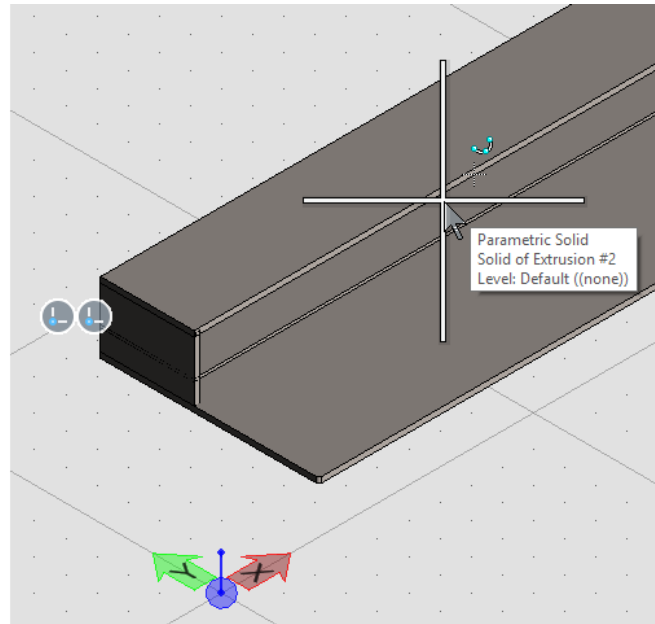 Parametric Solid
Solid of Extrusion #2
Level: Default ((none))
Y
X